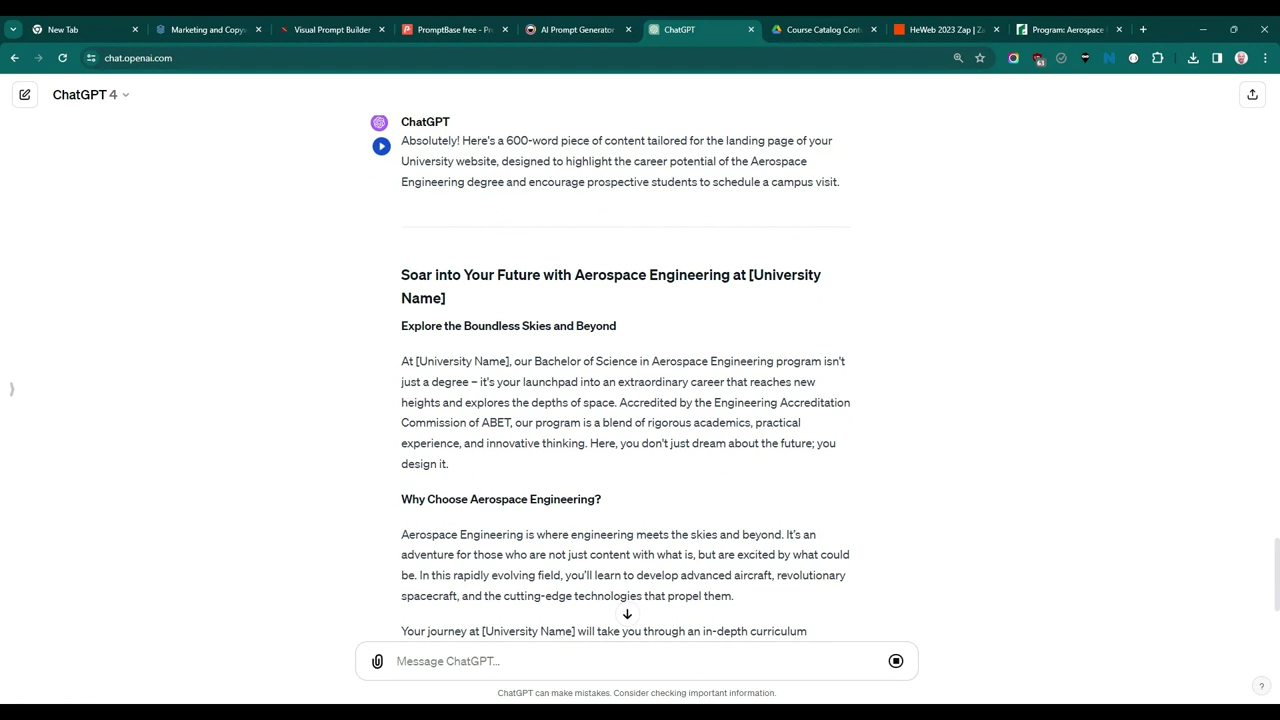 New Tab
Marketing and Copy
Visual Prompt Builder
PromptBase free - Pr
AI Prompt Generator
ChatGPT
Course Catalog Cont
HeWeb 2023 Zap | Za
Program: Aerospace
chat.openai.com
63
ChatGPT 4
ChatGPT
Absolutely! Here's a 600-word piece of content tailored for the landing page of your
University website, designed to highlight the career potential of the Aerospace
Engineering degree and encourage prospective students to schedule a campus visit.
Soar into Your Future with Aerospace Engineering at [University
Name]
Explore the Boundless Skies and Beyond
At [University Name], our Bachelor of Science in Aerospace Engineering program isn't
just a degree – it's your launchpad into an extraordinary career that reaches new
heights and explores the depths of space. Accredited by the Engineering Accreditation
Commission of ABET, our program is a blend of rigorous academics, practical
experience, and innovative thinking. Here, you don't just dream about the future; you
design it.
Why Choose Aerospace Engineering?
Aerospace Engineering is where engineering meets the skies and beyond. It's an
adventure for those who are not just content with what is, but are excited by what could
be. In this rapidly evolving field, you'll learn to develop advanced aircraft, revolutionary
spacecraft, and the cutting-edge technologies that propel them.
Your journey at [University Name] will take you through an in-depth curriculum
Message ChatGPT...
ChatGPT can make mistakes. Consider checking important information.
?